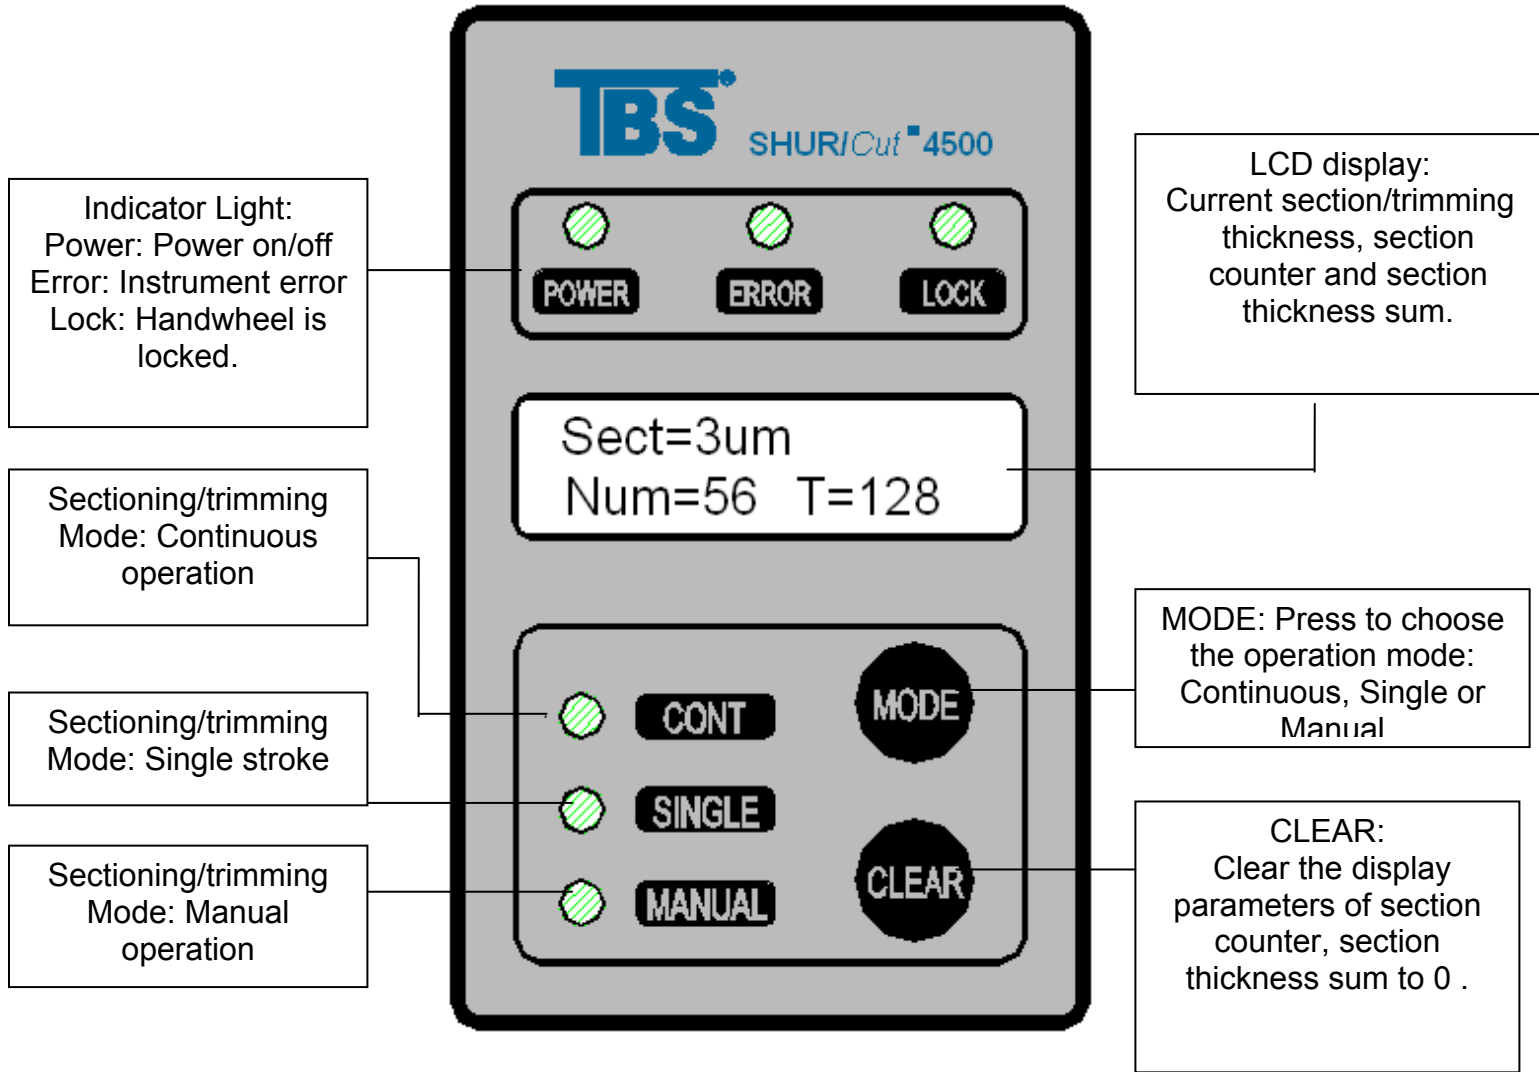 TBS
SHUR/Cut 4500
Indicator Light:
Power: Power on/off
Error: Instrument error
Lock: Handwheel is
locked.
POWER ERROR LOCK
LCD display:
Current section/trimming
thickness, section
counter and section
thickness sum.
Sect=3um
Num=56 T=128
Sectioning/trimming
Mode: Continuous
operation
Sectioning/trimming
Mode: Single stroke
Sectioning/trimming
Mode: Manual
operation
CONT
SINGLE
MANUAL
MODE
CLEAR
MODE: Press to choose
the operation mode:
Continuous, Single or
Manual
CLEAR:
Clear the display
parameters of section
counter, section
thickness sum to 0 .